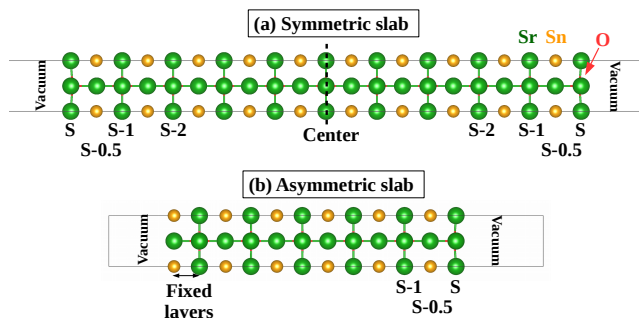 (a) Symmetric slab
Sr Sn O
Vacuum Vacuum
S S-1 S-2 Center S-2 S-1 S
S-0.5 S-0.5
(b) Asymmetric slab
Vacuum Vacuum
Fixed layers
S-1 S
S-0.5